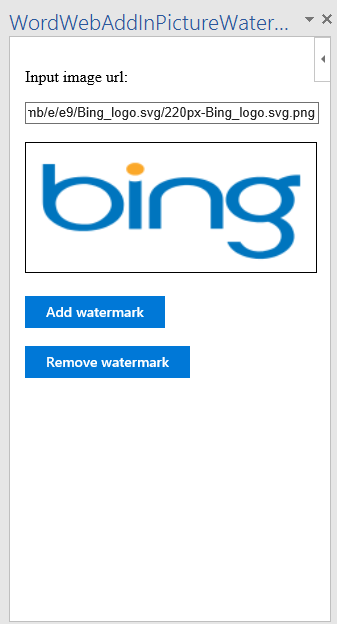 WordWebAddInPictureWater...
Input image url:
mb/e/e9/Bing_logo.svg/220px-Bing_logo.svg.png
bing
Add watermark
Remove watermark